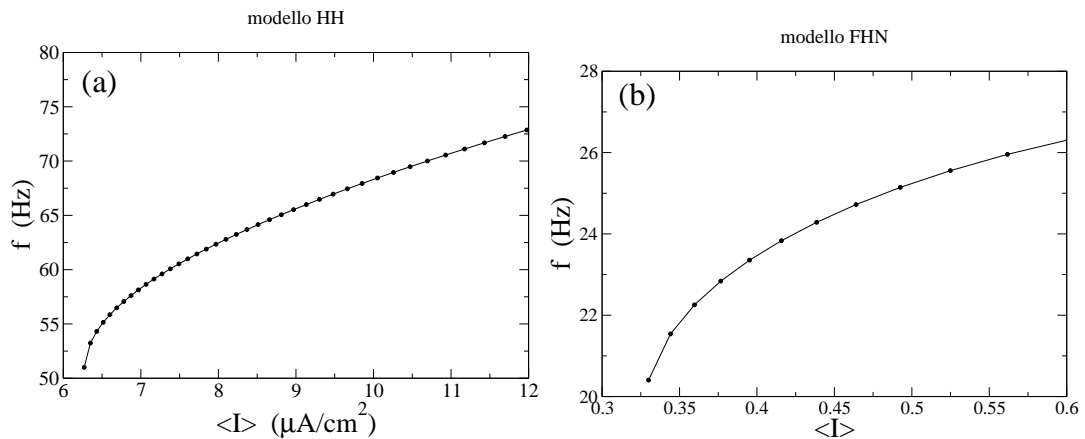 modello HH
(a)
f (Hz)
80
75
70
65
60
55
50
6 7 8 9 10 11 12
<I> (μA/cm²)
modello FHN
(b)
f (Hz)
28
26
24
22
20
0.3 0.35 0.4 0.45 0.5 0.55 0.6
<I>